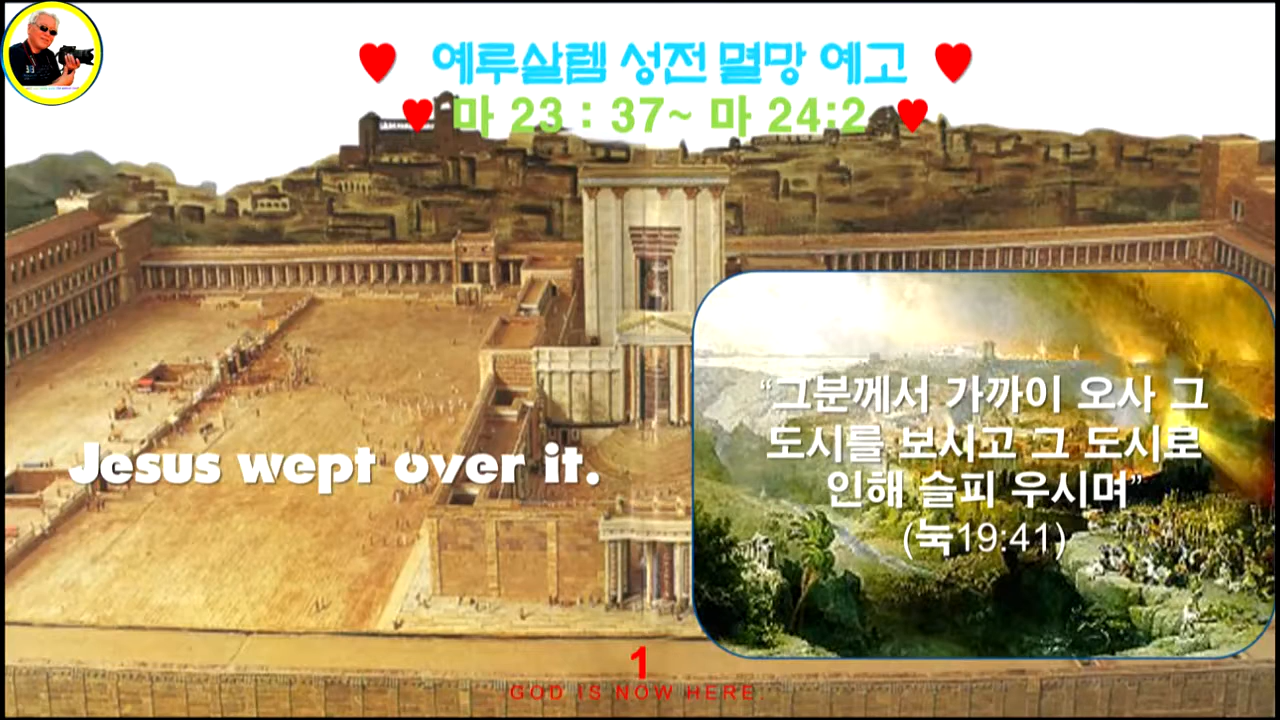 예루살렘 성전 멸망 예고
마 23 : 37~ 마 24:2
Jesus wept over it.
“그분께서 가까이 오사 그
도시를 보시고 그 도시로
인해 슬피 우시며”
(눅19:41)
1
GOD IS NOW HERE.